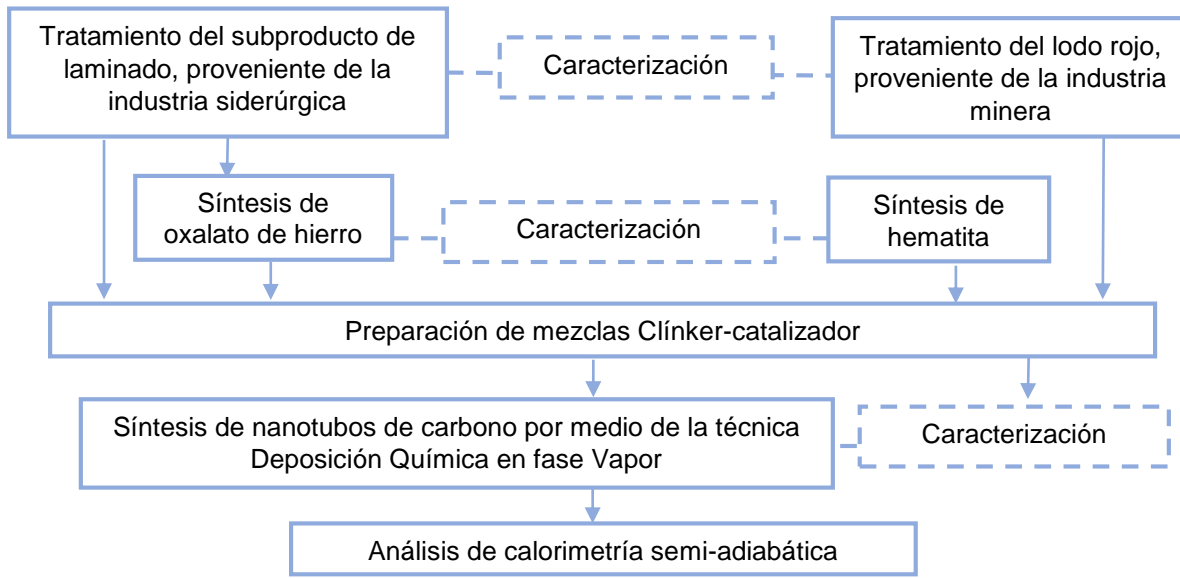 Tratamiento del subproducto de
laminado, proveniente de la
industria siderúrgica
Caracterización
Tratamiento del lodo rojo,
proveniente de la industria
minera
Síntesis de
oxalato de hierro
Caracterización
Síntesis de
hematita
Preparación de mezclas Clínker-catalizador
Síntesis de nanotubos de carbono por medio de la técnica
Deposición Química en fase Vapor
Caracterización
Análisis de calorimetría semi-adiabática